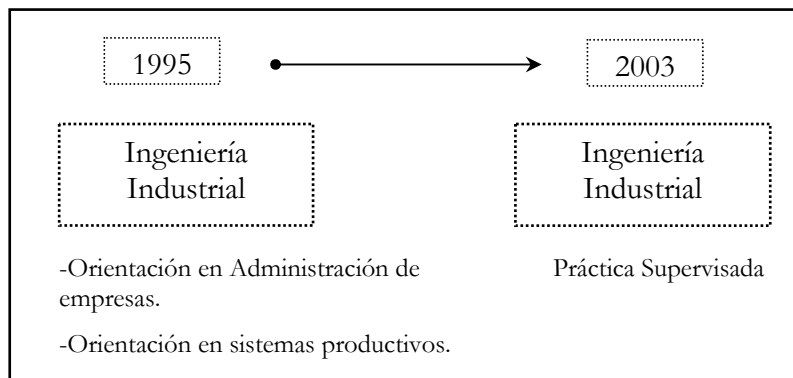 1995
2003
Ingeniería
Industrial
Ingeniería
Industrial
-Orientación en Administración de
empresas.
-Orientación en sistemas productivos.
Práctica Supervisada